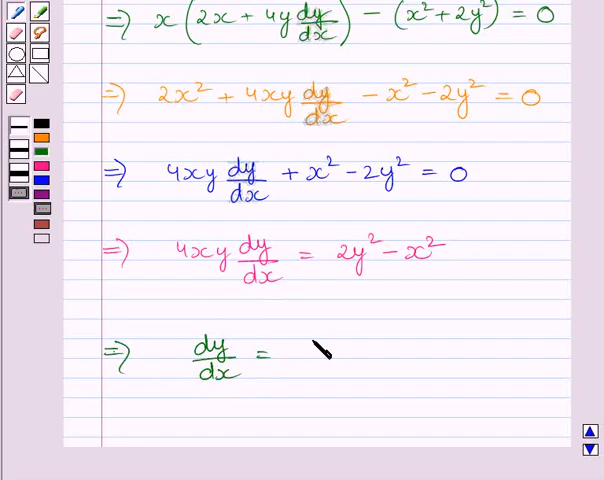 ⇒) x(2x + 4y dy/dx) - (x² + 2y²) = 0
⇒) 2x² + 4xy dy/dx - x² - 2y² = 0
⇒) 4xy dy/dx + x² - 2y² = 0
⇒) 4xy dy/dx = 2y² - x²
⇒) dy/dx =